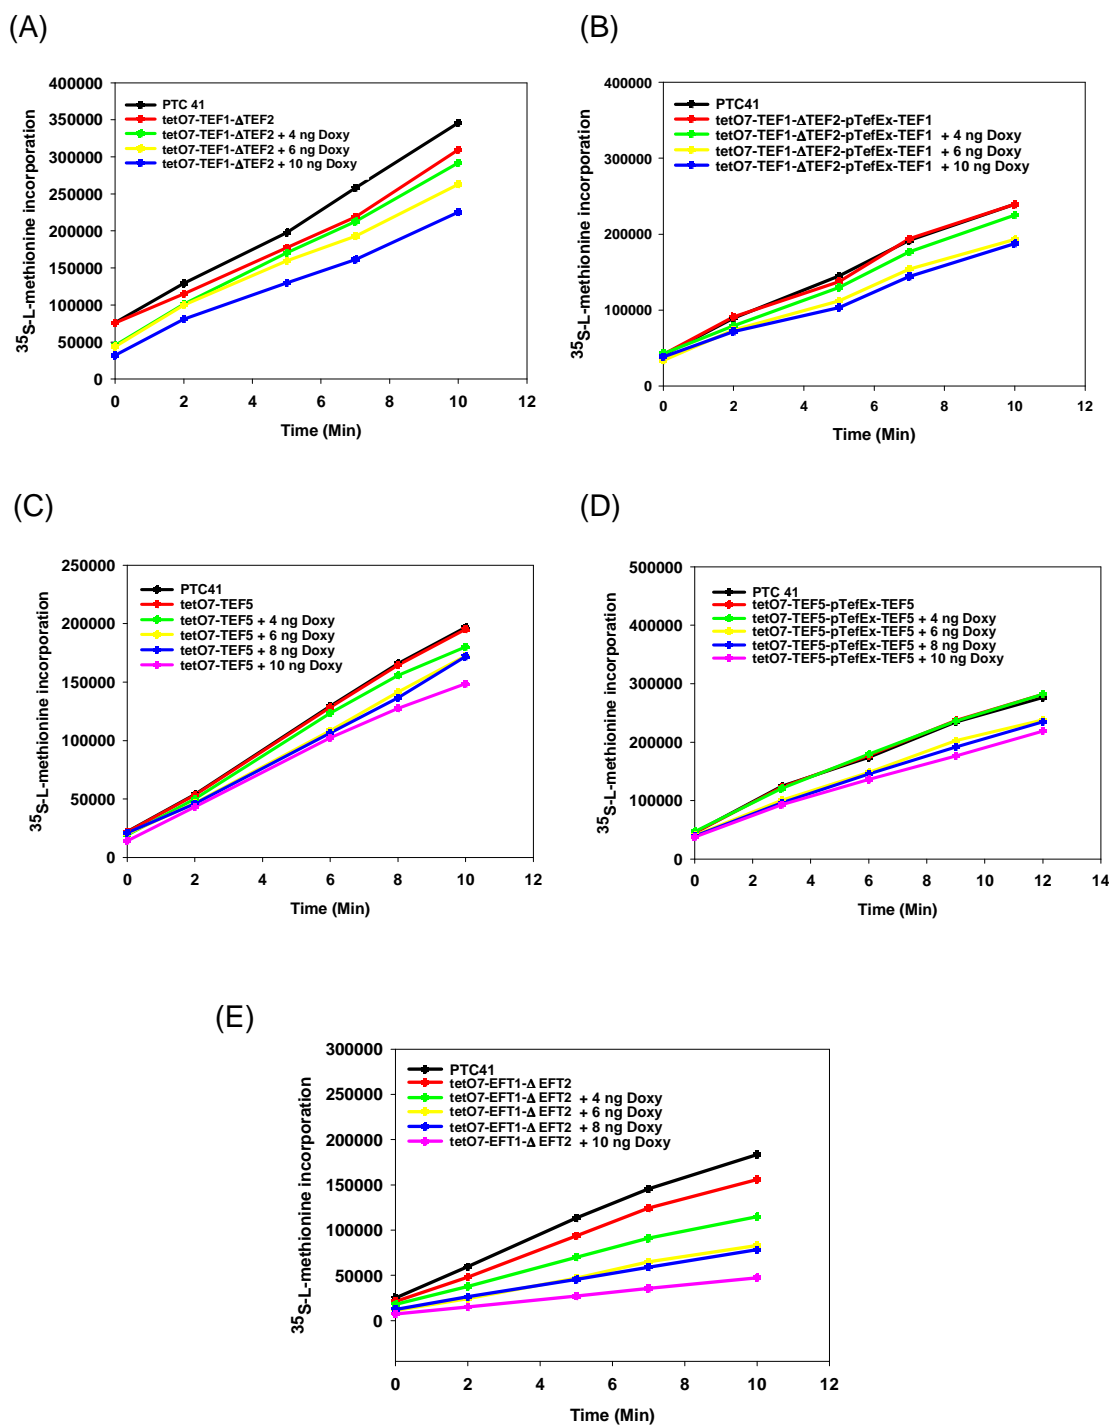 (A)
400000
350000
300000
250000
200000
150000
100000
50000
0
35S-L-methionine incorporation
PTC 41
tetO7-TEF1-ΔTEF2
tetO7-TEF1-ΔTEF2 + 4 ng Doxy
tetO7-TEF1-ΔTEF2 + 6 ng Doxy
tetO7-TEF1-ΔTEF2 + 10 ng Doxy
0 2 4 6 8 10 12
Time (Min)
(B)
400000
300000
200000
100000
0
35S-L-methionine incorporation
PTC41
tetO7-TEF1-ΔTEF2-pTefEx-TEF1
tetO7-TEF1-ΔTEF2-pTefEx-TEF1 + 4 ng Doxy
tetO7-TEF1-ΔTEF2-pTefEx-TEF1 + 6 ng Doxy
tetO7-TEF1-ΔTEF2-pTefEx-TEF1 + 10 ng Doxy
0 2 4 6 8 10 12
Time (Min)
(C)
250000
200000
150000
100000
50000
0
35S-L-methionine incorporation
PTC41
tetO7-TEF5
tetO7-TEF5 + 4 ng Doxy
tetO7-TEF5 + 6 ng Doxy
tetO7-TEF5 + 8 ng Doxy
tetO7-TEF5 + 10 ng Doxy
0 2 4 6 8 10 12
Time (Min)
(D)
500000
400000
300000
200000
100000
0
35S-L-methionine incorporation
PTC 41
tetO7-TEF5-pTefEx-TEF5
tetO7-TEF5-pTefEx-TEF5 + 4 ng Doxy
tetO7-TEF5-pTefEx-TEF5 + 6 ng Doxy
tetO7-TEF5-pTefEx-TEF5 + 8 ng Doxy
tetO7-TEF5-pTefEx-TEF5 + 10 ng Doxy
0 2 4 6 8 10 12 14
Time (Min)
(E)
300000
250000
200000
150000
100000
50000
0
35S-L-methionine incorporation
PTC41
tetO7-EFT1-Δ EFT2
tetO7-EFT1-Δ EFT2 + 4 ng Doxy
tetO7-EFT1-Δ EFT2 + 6 ng Doxy
tetO7-EFT1-Δ EFT2 + 8 ng Doxy
tetO7-EFT1-Δ EFT2 + 10 ng Doxy
0 2 4 6 8 10 12
Time (Min)